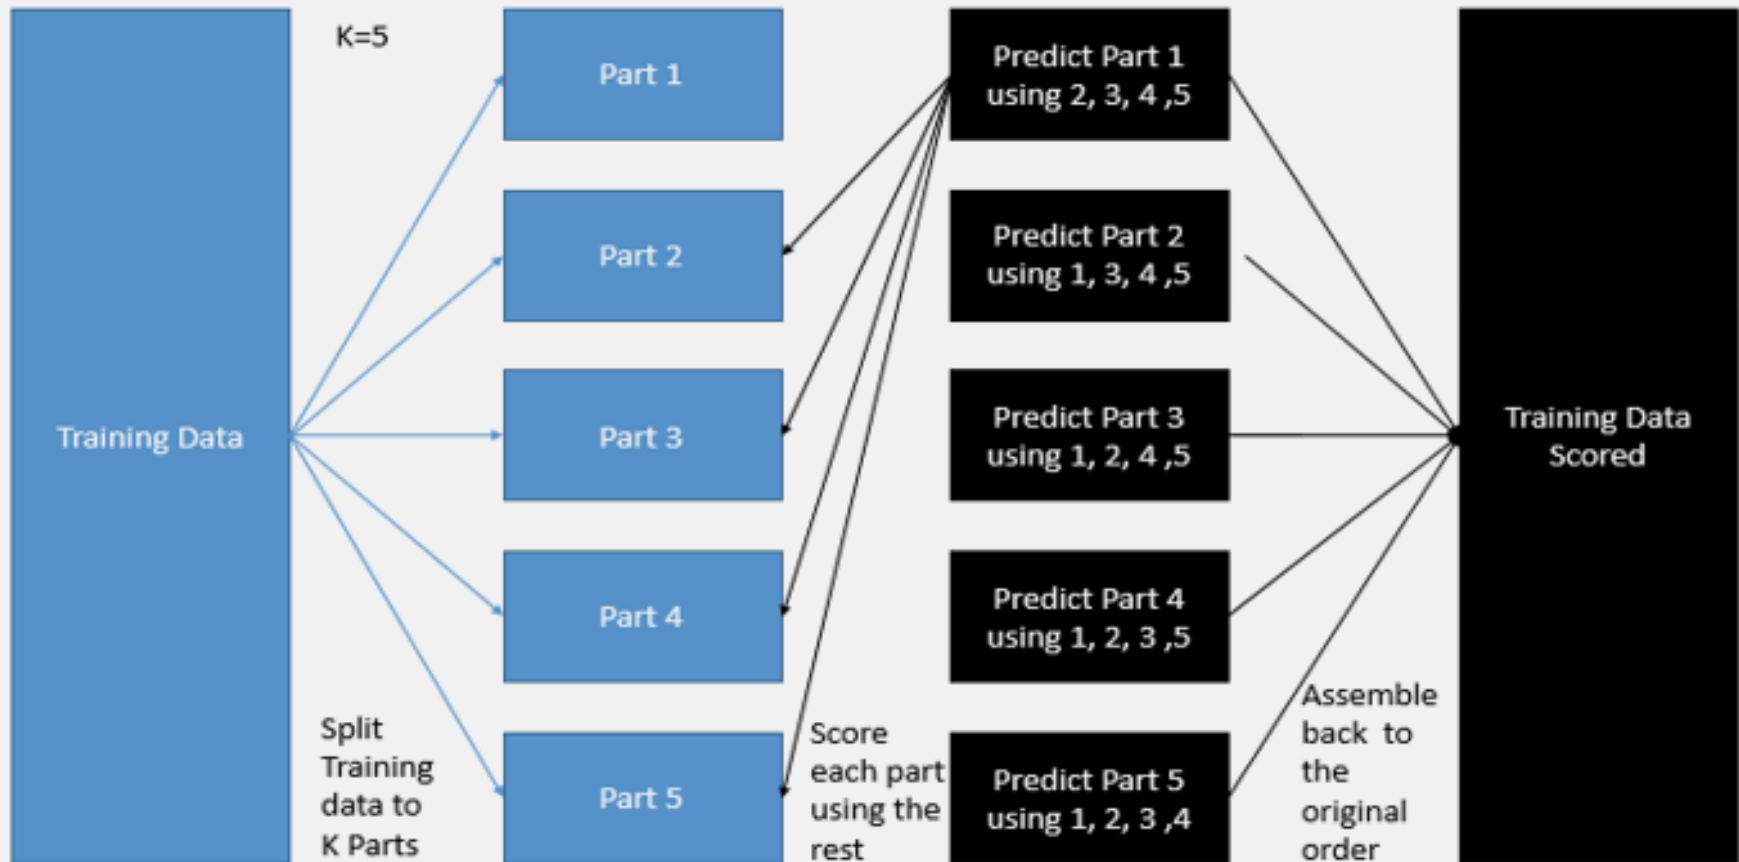 K=5
Training Data
Split
Training
data to
K Parts
Part 1
Part 2
Part 3
Part 4
Part 5
Score
each part
using the
rest
Predict Part 1
using 2, 3, 4 ,5
Predict Part 2
using 1, 3, 4 ,5
Predict Part 3
using 1, 2, 4 ,5
Predict Part 4
using 1, 2, 3 ,5
Predict Part 5
using 1, 2, 3 ,4
Assemble
back to
the
original
order
Training Data
Scored